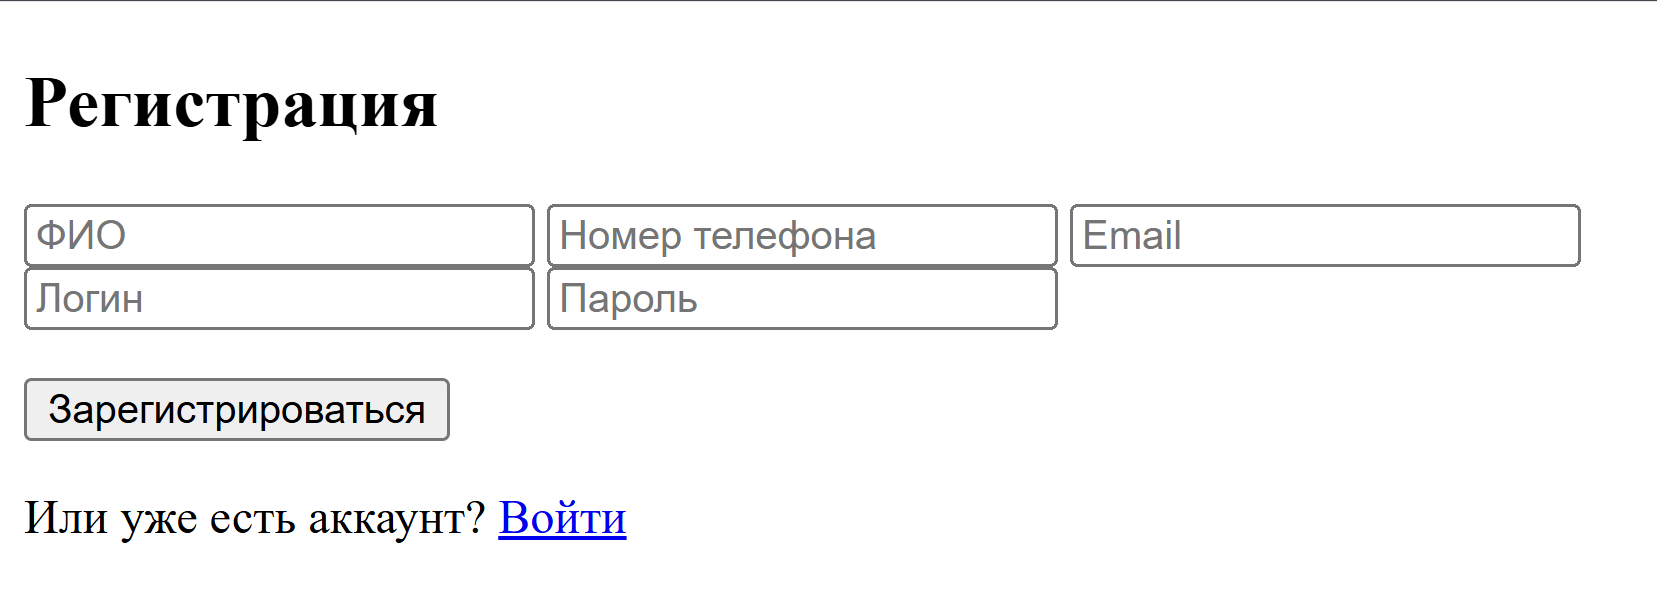 Регистрация
ФИО Номер телефона Email
Логин Пароль
Зарегистрироваться
Или уже есть аккаунт? Войти